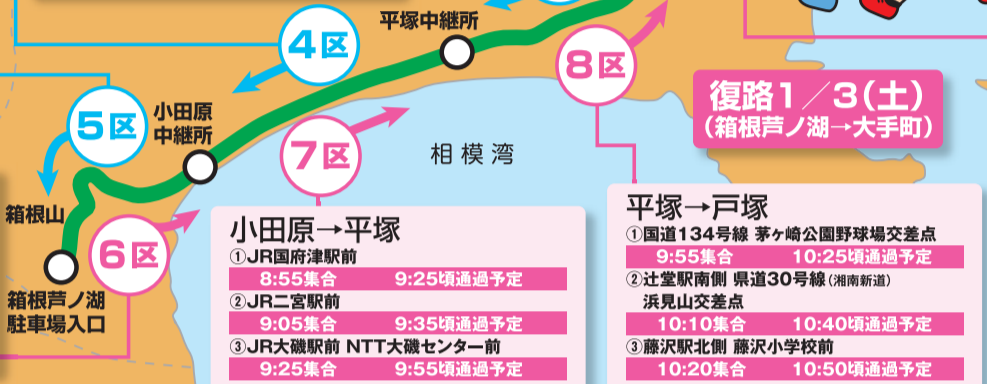 平塚中継所
4区
8区
復路1／3(土)
(箱根芦ノ湖→大手町)
5区
小田原
中継所
7区
相模湾
箱根山
6区
箱根芦ノ湖
駐車場入口
小田原→平塚
①JR国府津駅前
8:55集合 9:25頃通過予定
②JR二宮駅前
9:05集合 9:35頃通過予定
③JR大磯駅前 NTT大磯センター前
9:25集合 9:55頃通過予定
平塚→戸塚
①国道134号線 茅ヶ崎公園野球場交差点
9:55集合 10:25頃通過予定
②辻堂駅南側 県道30号線(湘南新道)
浜見山交差点
10:10集合 10:40頃通過予定
③藤沢駅北側 藤沢小学校前
10:20集合 10:50頃通過予定